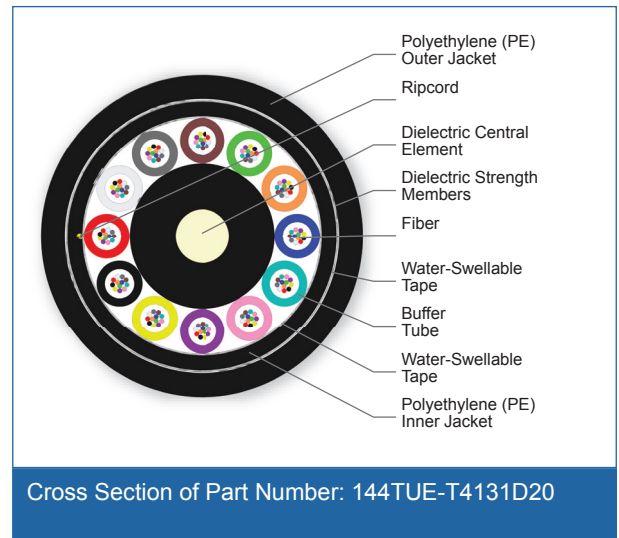 Polyethylene (PE)
Outer Jacket
Ripcord
Dielectric Central
Element
Dielectric Strength
Members
Fiber
Water-Swellable
Tape
Buffer
Tube
Water-Swellable
Tape
Polyethylene (PE)
Inner Jacket
Cross Section of Part Number: 144TUE-T4131D20